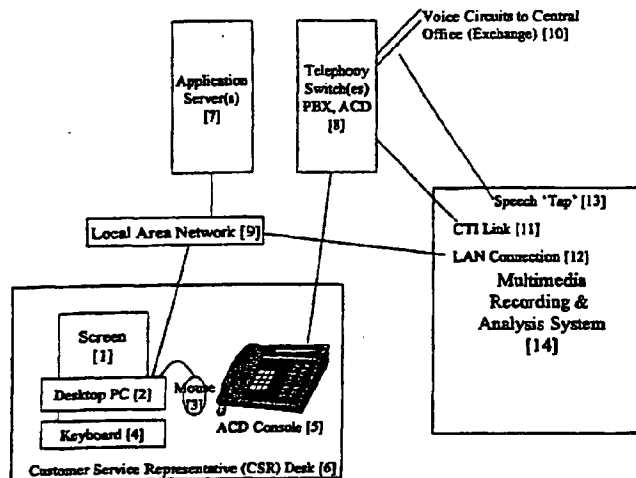 Voice Circuits to Central
Office (Exchange) [10]
Application
Server(s)
[7]
Telephony
Switch(es)
PBX, ACD
[8]
Speech 'Tap' [13]
CTI Link [11]
LAN Connection [12]
Multimedia
Recording &
Analysis System
[14]
Local Area Network [9]
Screen
[1]
Desktop PC [2]
Mouse
[3]
Keyboard [4]
ACD Console [5]
Customer Service Representative (CSR) Desk [6]